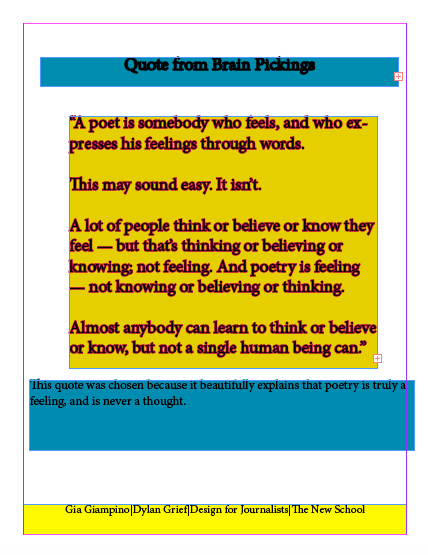 Quote from Brain Pickings
“A poet is somebody who feels, and who ex-
presses his feelings through words.
This may sound easy. It isn’t.
A lot of people think or believe or know they
feel — but that’s thinking or believing or
knowing; not feeling. And poetry is feeling
— not knowing or believing or thinking.
Almost anybody can learn to think or believe
or know, but not a single human being can.”
This quote was chosen because it beautifully explains that poetry is truly a
feeling, and is never a thought.
Gia Giampino|Dylan Grief|Design for Journalists|The New School